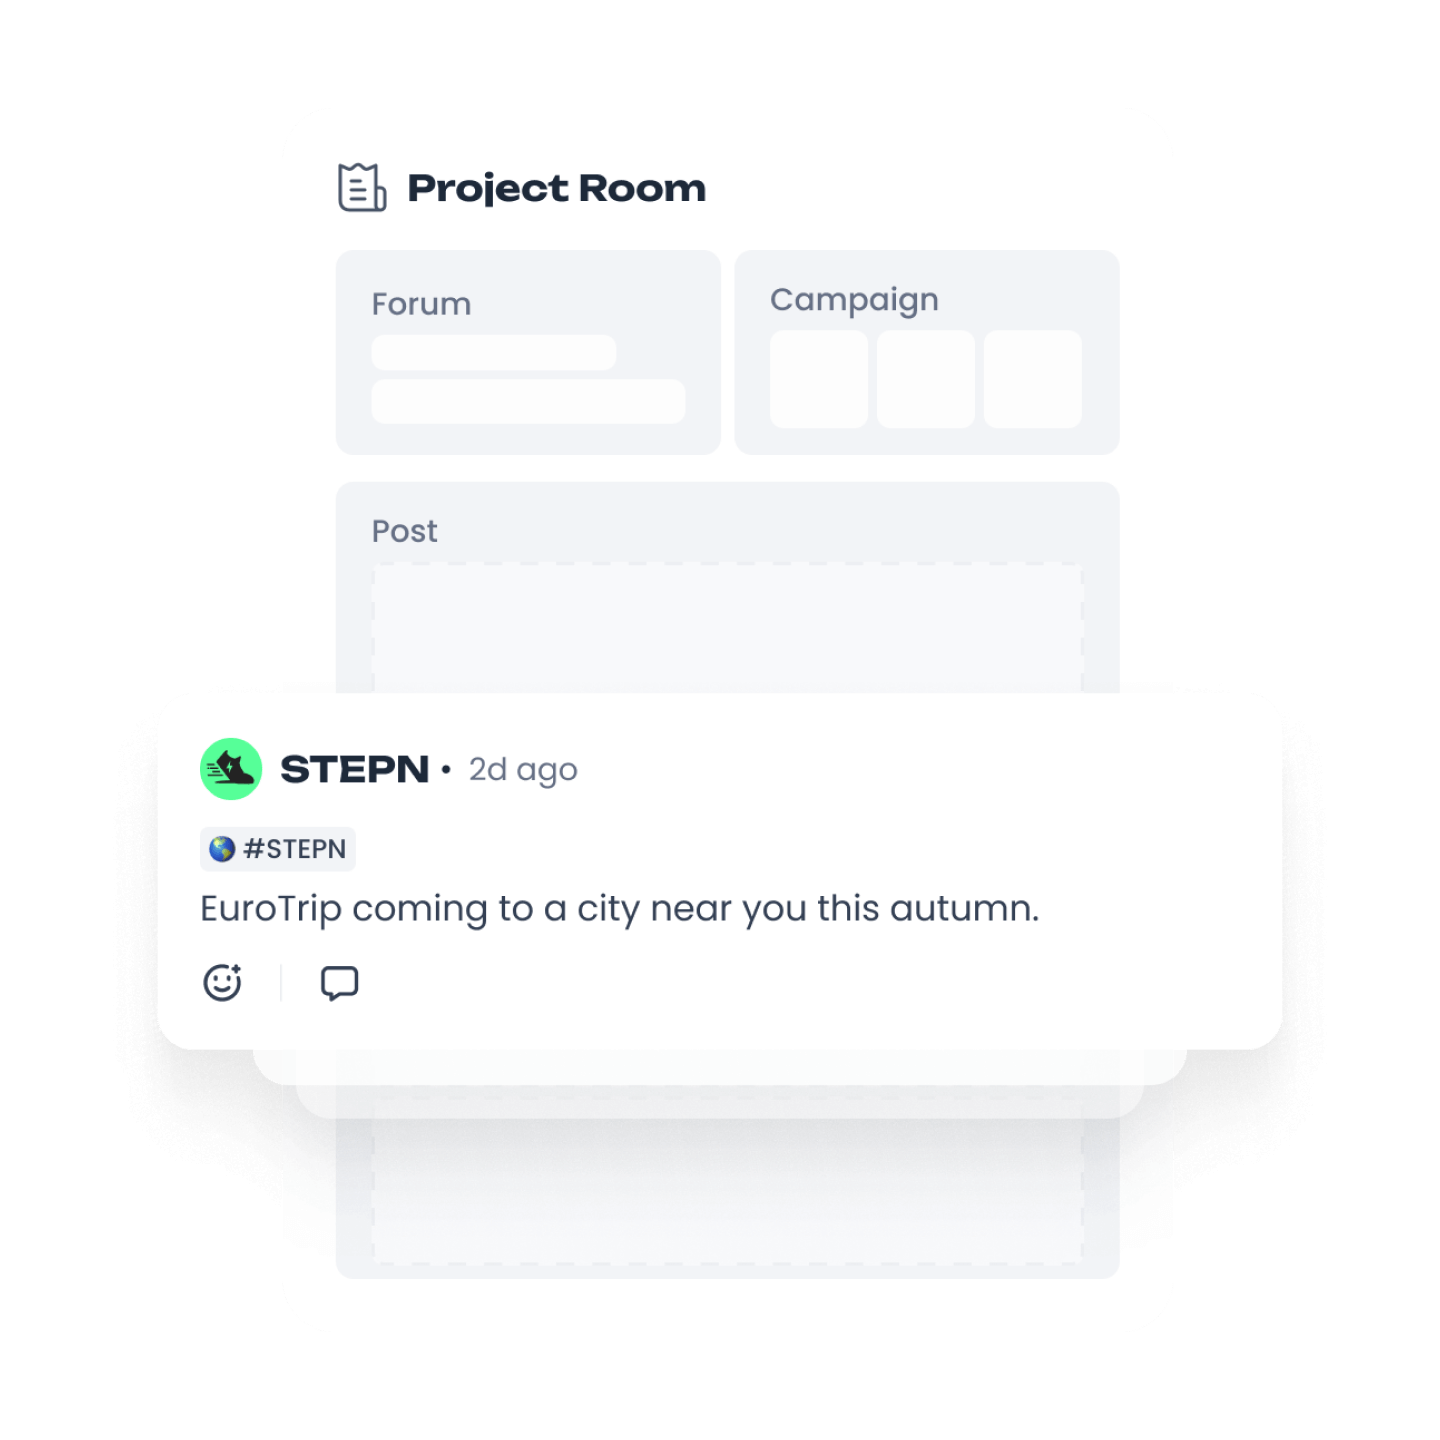 Project Room
Forum
Campaign
Post
STEPN • 2d ago
🌎 #STEPN
EuroTrip coming to a city near you this autumn.